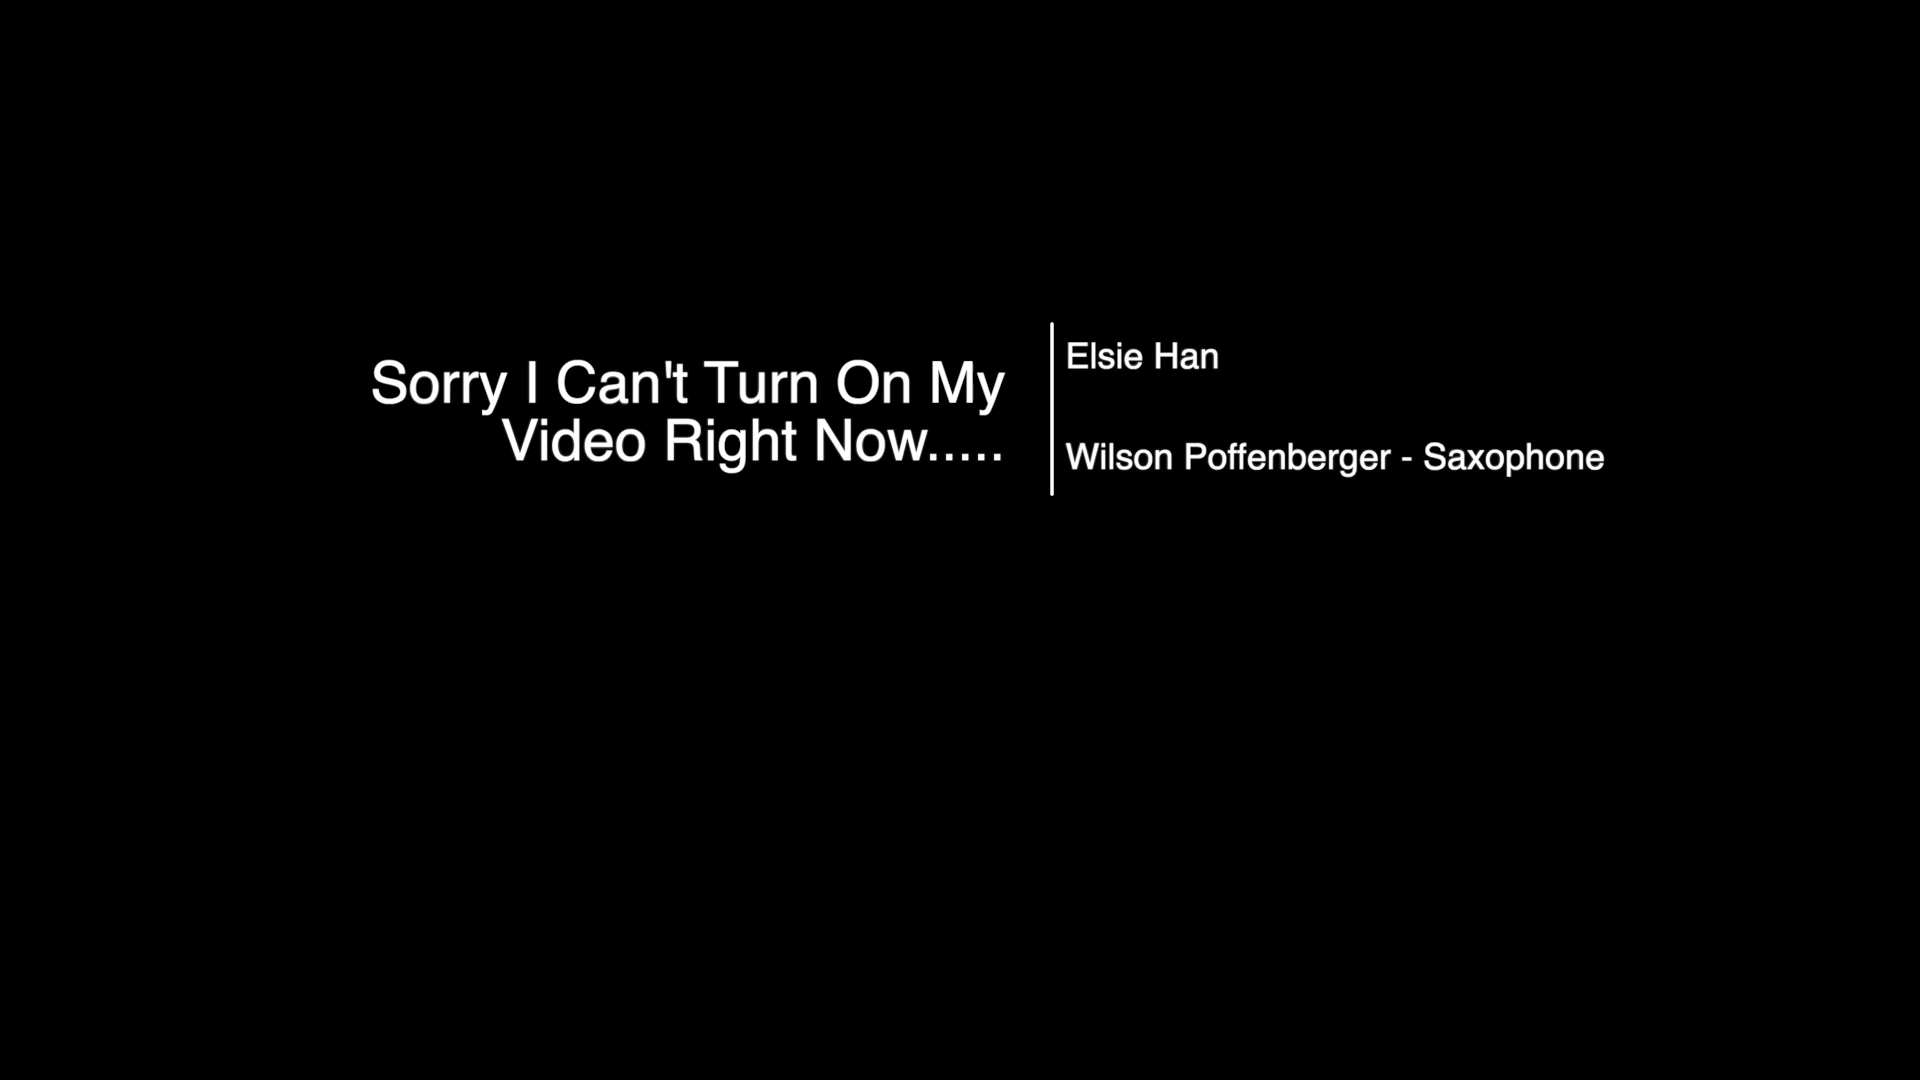 Sorry I Can't Turn On My
Video Right Now.....
Elsie Han
Wilson Poffenberger - Saxophone